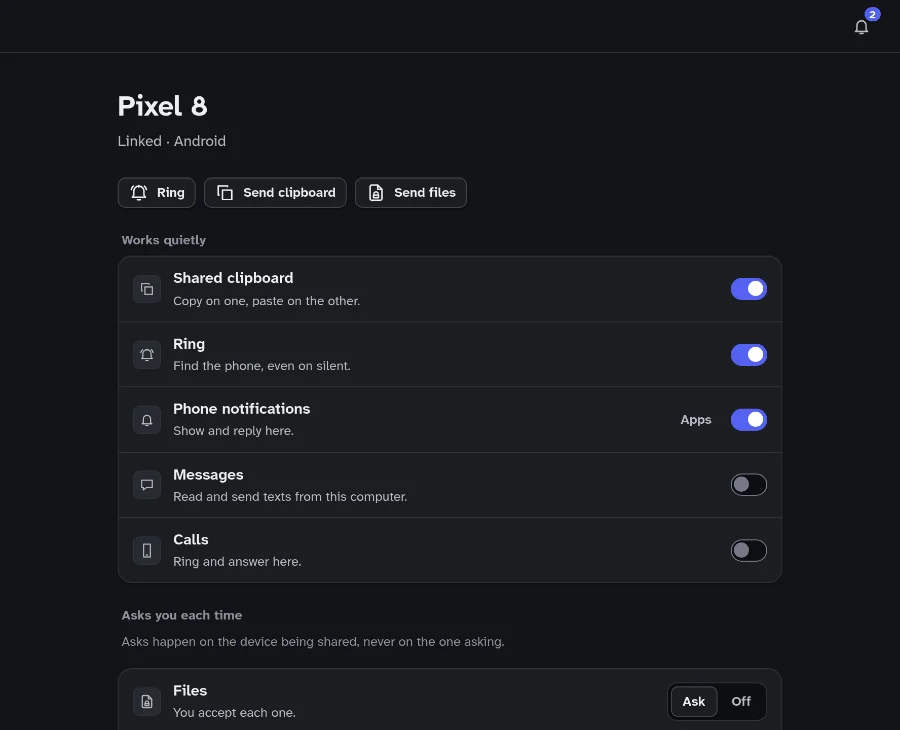 2
Pixel 8
Linked · Android
Ring
Send clipboard
Send files
Works quietly
Shared clipboard
Copy on one, paste on the other.
Ring
Find the phone, even on silent.
Phone notifications
Show and reply here.
Apps
Messages
Read and send texts from this computer.
Calls
Ring and answer here.
Asks you each time
Asks happen on the device being shared, never on the one asking.
Files
You accept each one.
Ask
Off